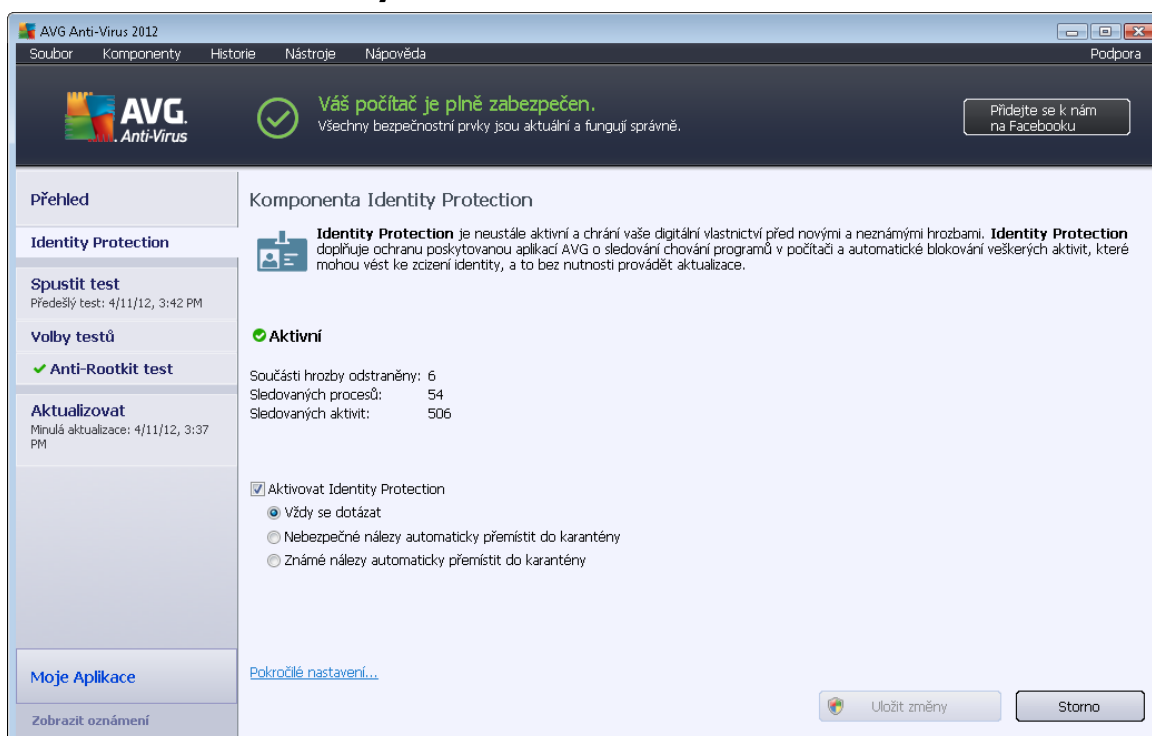 AVG Anti-Virus 2012
Soubor Komponenty Historie Nástroje Nápověda Podpora
AVG.
Anti-Virus
Váš počítač je plně zabezpečen.
Všechny bezpečnostní prvky jsou aktuální a fungují správně.
Přidejte se k nám
na Facebooku
Přehled
Identity Protection
Spustit test
Předešlý test: 4/11/12, 3:42 PM
Volby testů
Anti-Rootkit test
Aktualizovat
Minulá aktualizace: 4/11/12, 3:37
PM
Moje Aplikace
Zobrazit oznámení
Komponenta Identity Protection
Identity Protection je neustále aktivní a chrání vaše digitální vlastnictví před novými a neznámými hrozbami. Identity Protection
doplňuje ochranu poskytovanou aplikací AVG o sledování chování programů v počítači a automatické blokování veškerých aktivit, které
mohou vést ke zcizení identity, a to bez nutnosti provádět aktualizace.
Aktivní
Součásti hrozby odstraněny: 6
Sledovaných procesů: 54
Sledovaných aktivit: 506
Aktivovat Identity Protection
Vždy se dotázat
Nebezpečné nálezy automaticky přemístit do karantény
Známé nálezy automaticky přemístit do karantény
Pokročilé nastavení...
Uložit změny
Storno